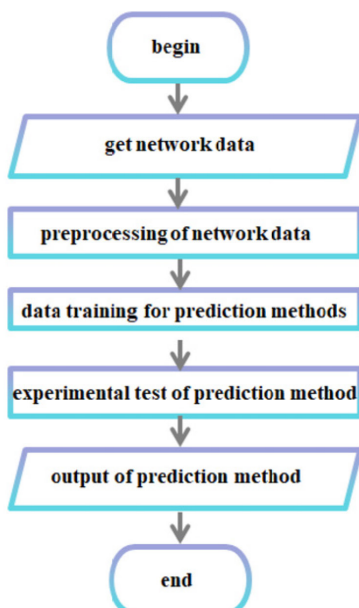 begin
get network data
preprocessing of network data
data training for prediction methods
experimental test of prediction method
output of prediction method
end